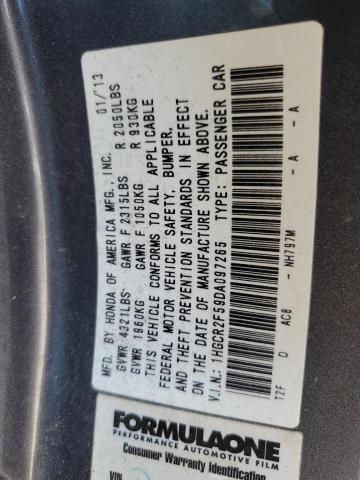 MFD. BY HONDA OF AMERICA MFG., INC. 01/13
GVWR 4321LBS GAWR F 2315LBS R 2050LBS
GVWR 1960KG GAWR F 1050KG R 930KG
THIS VEHICLE CONFORMS TO ALL APPLICABLE
FEDERAL MOTOR VEHICLE SAFETY, BUMPER,
AND THEFT PREVENTION STANDARDS IN EFFECT
ON THE DATE OF MANUFACTURE SHOWN ABOVE.
V.I.N.: 1HGCR2F59DA097265 TYPE: PASSENGER CAR
T2F D AC8 - NH797M - A - A
FORMULAONE
PERFORMANCE AUTOMOTIVE FILM
Consumer Warranty Identification
VIN